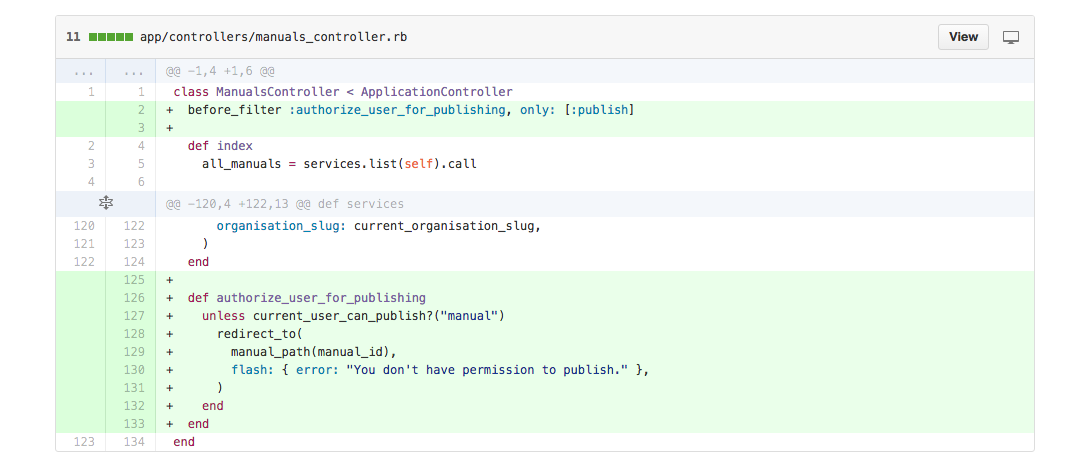 11 app/controllers/manuals_controller.rb View
... ... @@ -1,4 +1,6 @@
1 1 class ManualsController < ApplicationController
2 + before_filter :authorize_user_for_publishing, only: [:publish]
3 +
2 4 def index
3 5 all_manuals = services.list(self).call
4 6
@@ -120,4 +122,13 @@ def services
120 122 organisation_slug: current_organisation_slug,
121 123 )
122 124 end
125 +
126 + def authorize_user_for_publishing
127 + unless current_user_can_publish?("manual")
128 + redirect_to(
129 + manual_path(manual_id),
130 + flash: { error: "You don't have permission to publish." },
131 + )
132 + end
133 + end
123 134 end